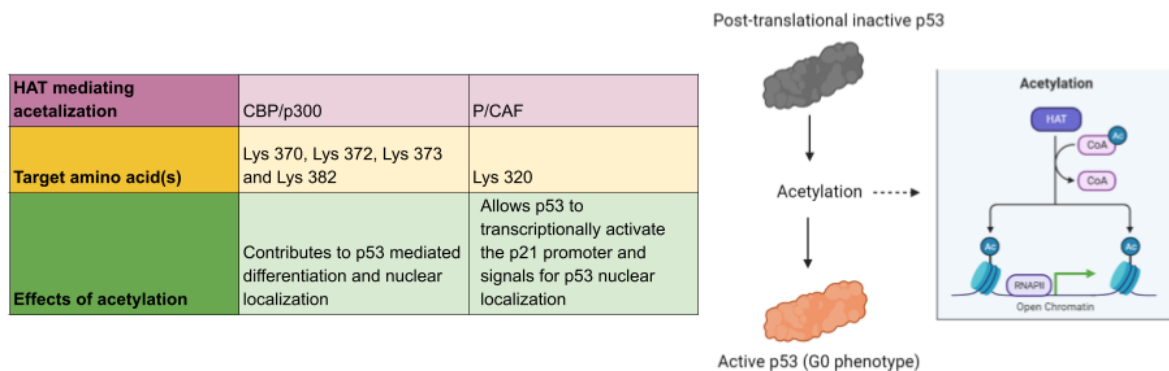 HAT mediating
acetalization
CBP/p300
P/CAF
Target amino acid(s)
Lys 370, Lys 372, Lys 373
and Lys 382
Lys 320
Effects of acetylation
Contributes to p53 mediated
differentiation and nuclear
localization
Allows p53 to
transcriptionally activate
the p21 promoter and
signals for p53 nuclear
localization
Post-translational inactive p53
Acetylation
Active p53 (G0 phenotype)
Acetylation
HAT
Ac
CoA
CoA
Ac
Ac
RNAPII
Open Chromatin